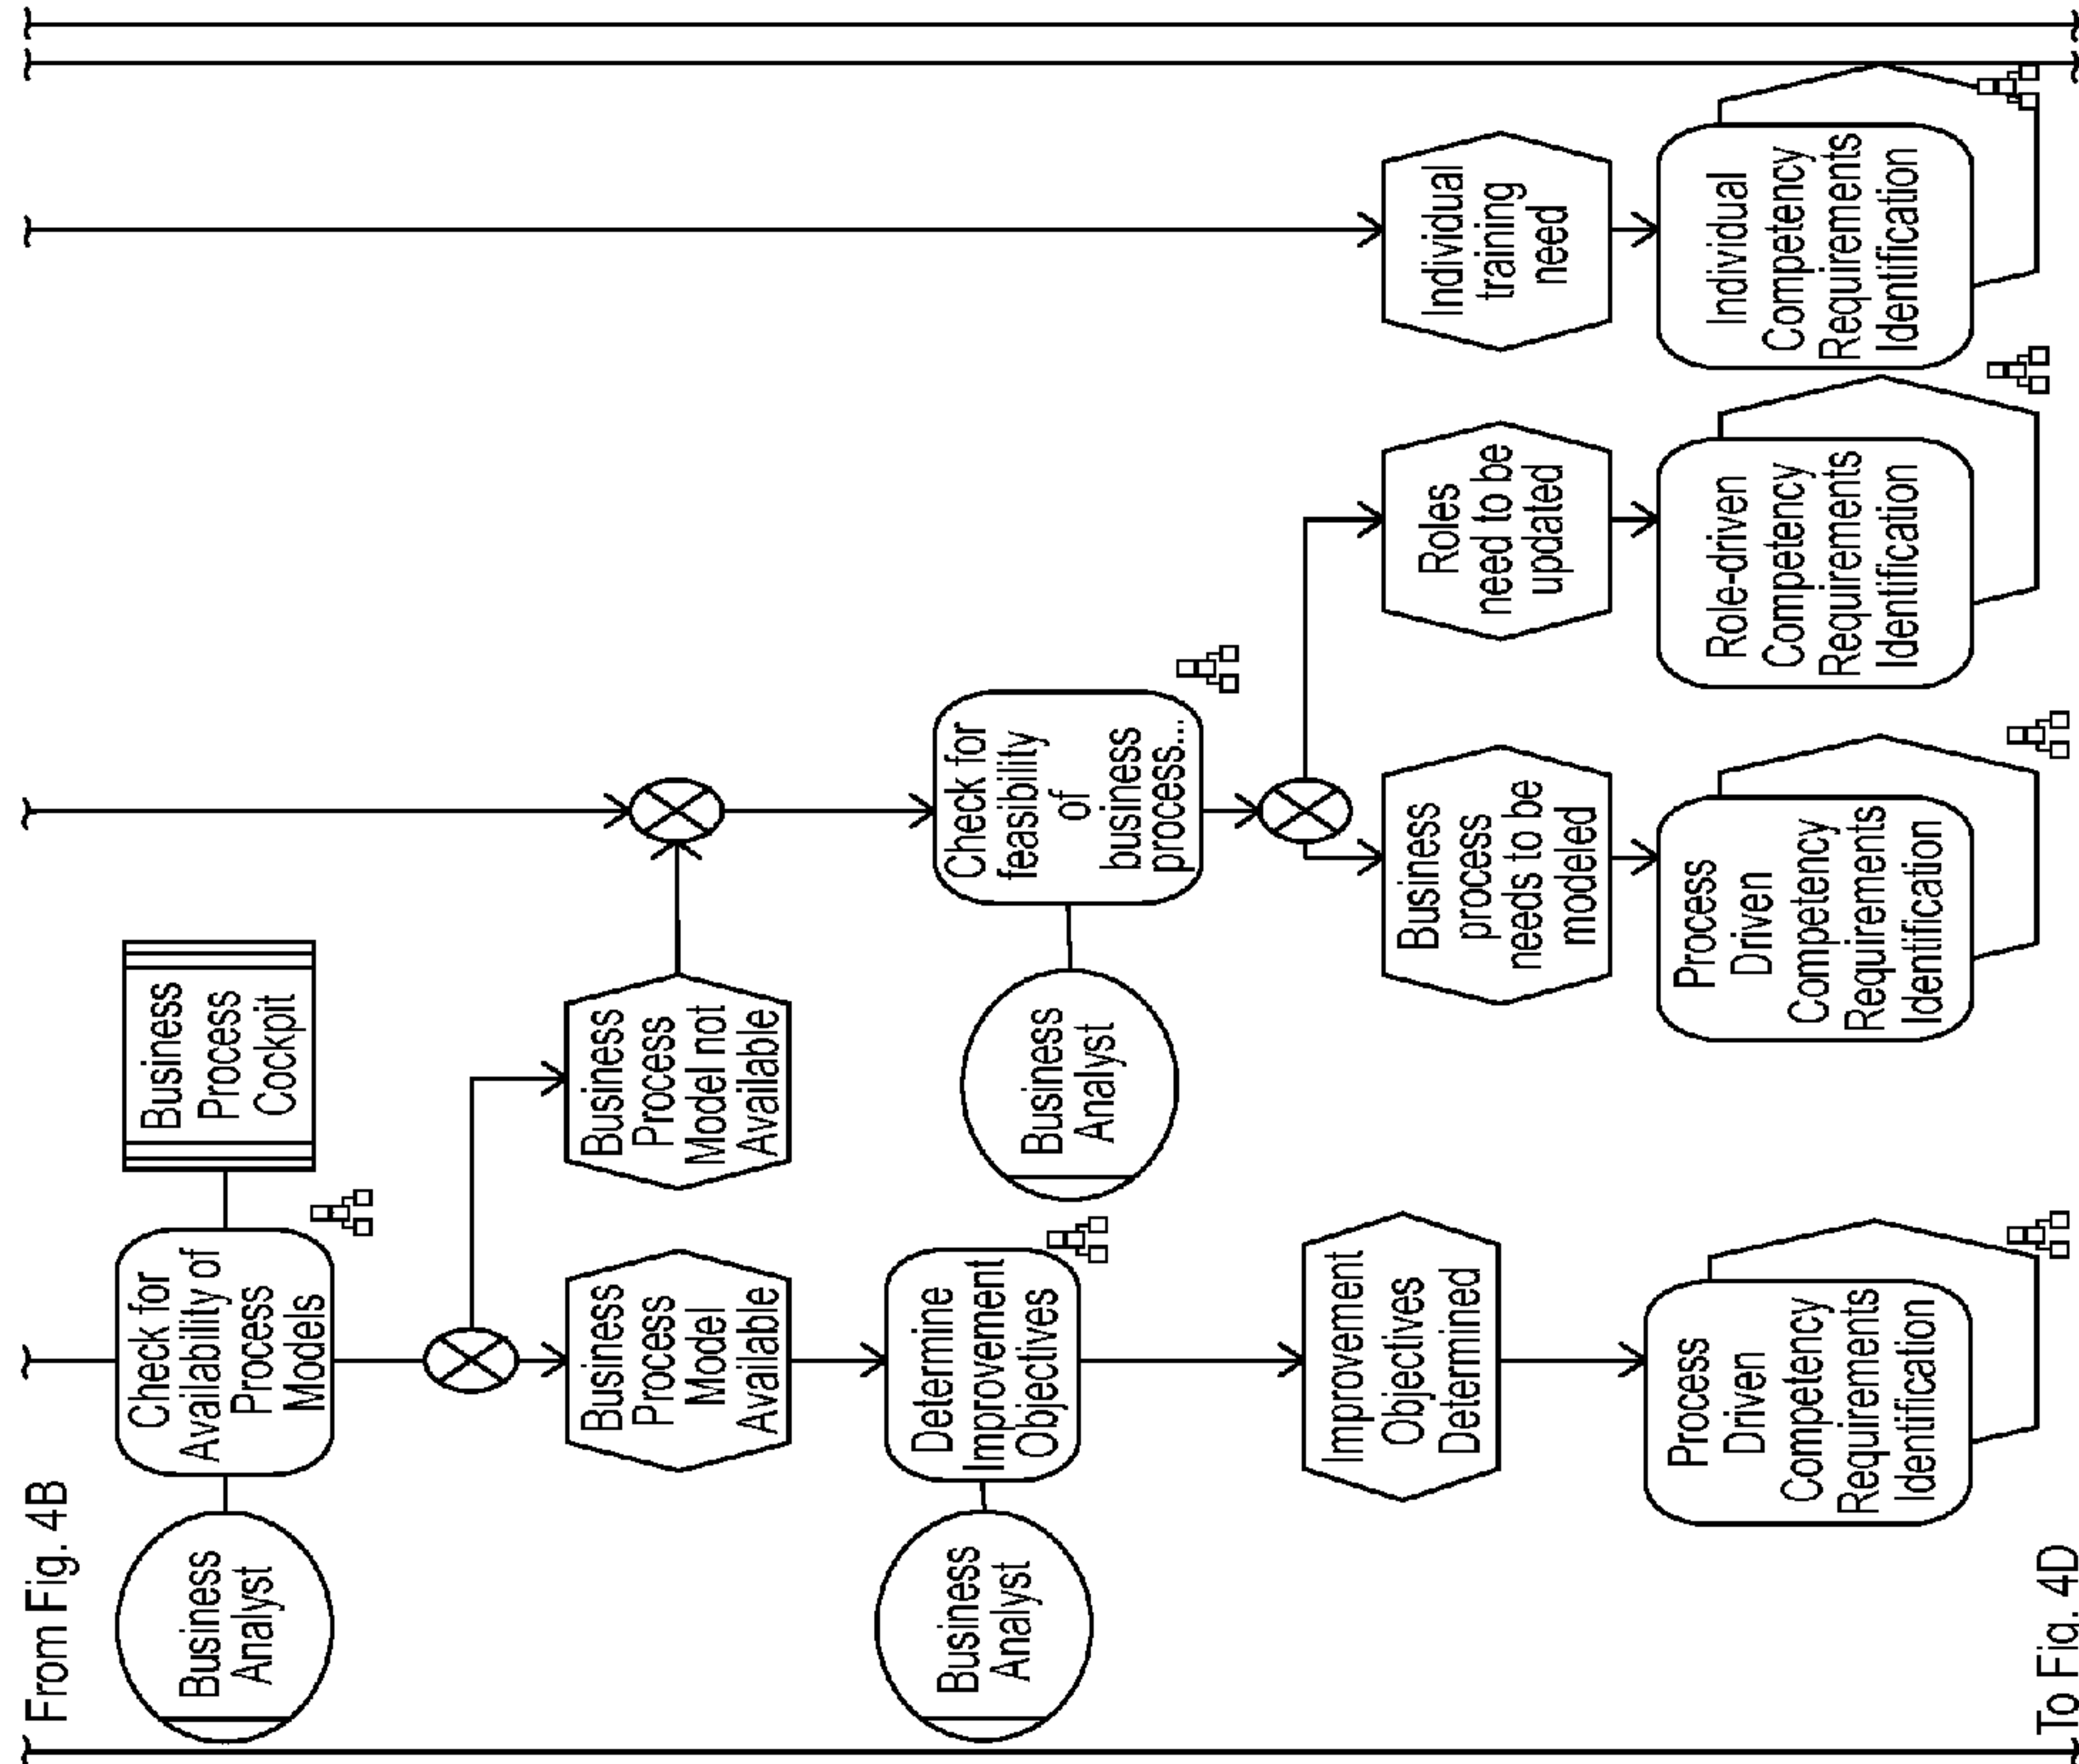 From Fig. 4B
Business
Analyst
Check for
Availability of
Process
Models
Business
Process
Cockpit
Business
Process
Model
Available
Business
Process
Model not
Available
Business
Analyst
Determine
Improvement
Objectives
Business
Analyst
Check for
feasibility
of
business
process...
Improvement
Objectives
Determined
Business
process
needs to be
modeled
Roles
need to be
updated
Individual
training
need
Process
Driven
Competency
Requirements
Identification
Process
Driven
Competency
Requirements
Identification
Role-driven
Competency
Requirements
Identification
Individual
Competency
Requirements
Identification
To Fig. 4D